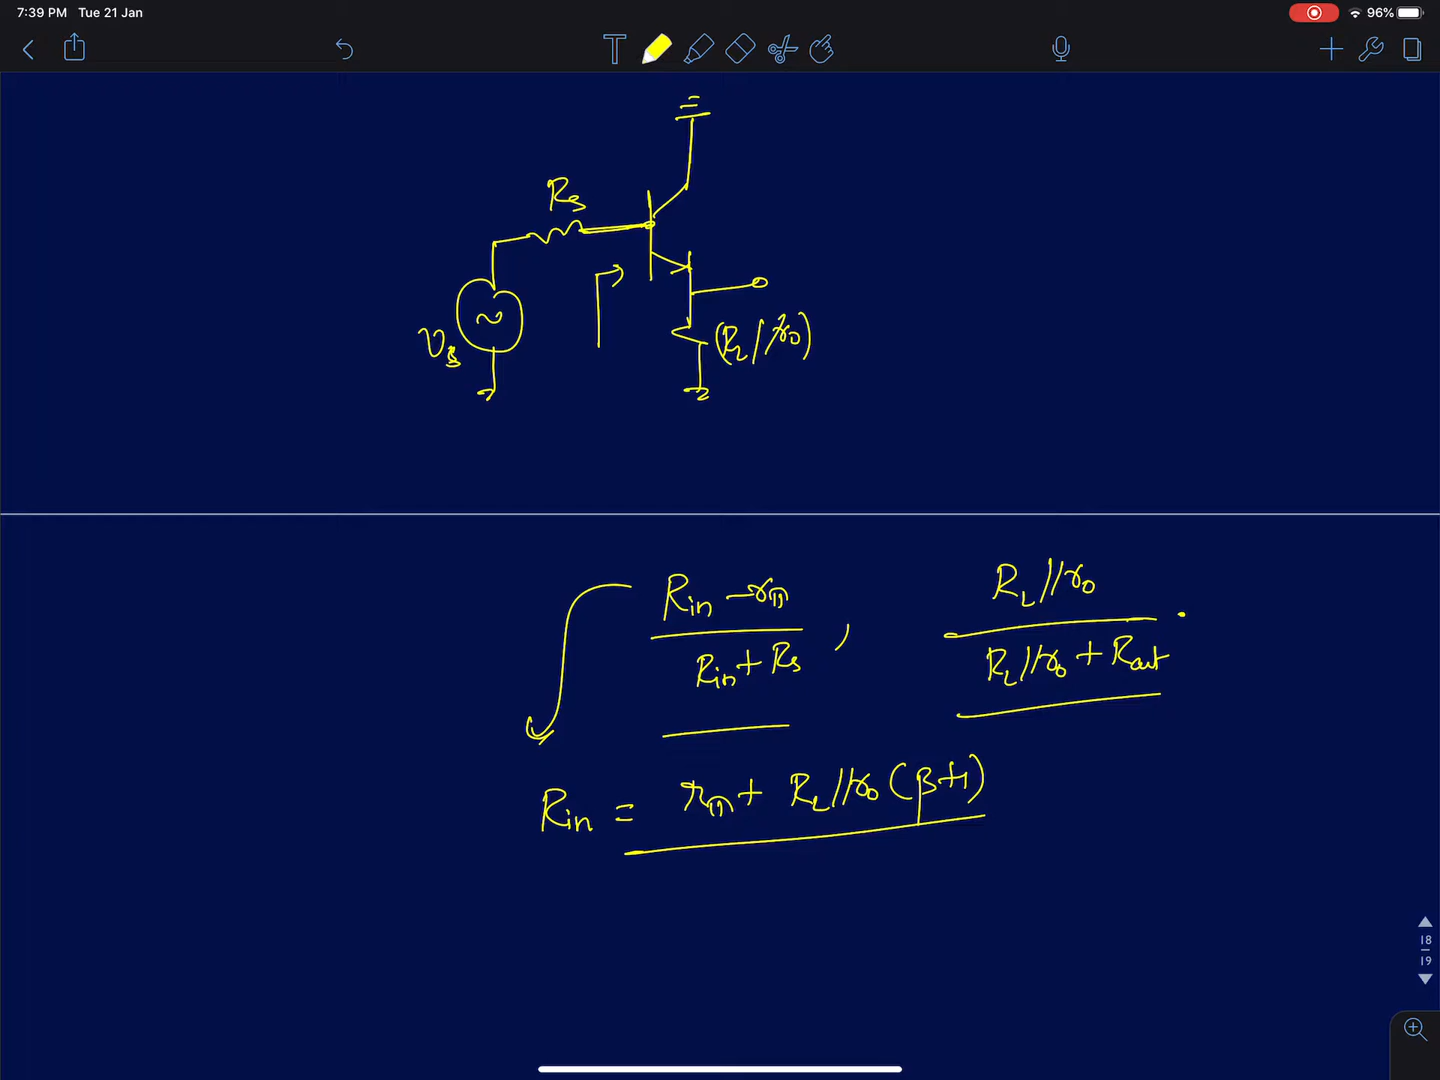 7:39 PM Tue 21 Jan
96%
T
Rs
Vs
(RL//ro)
Rin - rπ
Rin + Rs
,
RL//ro
RL//ro + Rout
.
Rin = rπ + RL//ro (β+1)
18
19